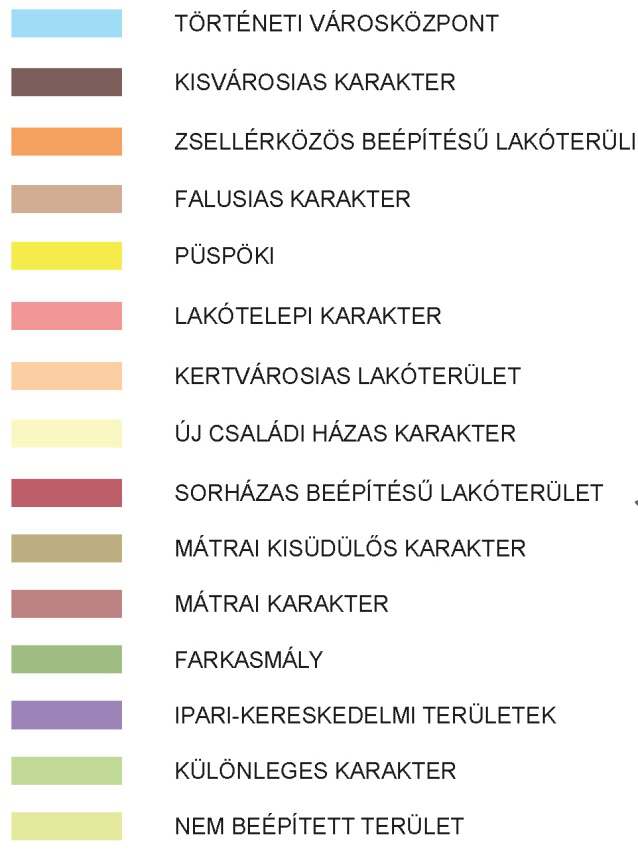 TÖRTÉNETI VÁROSKÖZPONT
KISVÁROSIAS KARAKTER
ZSELLÉRKÖZÖS BEÉPÍTÉSŰ LAKÓTERÜL
FALUSIAS KARAKTER
PÜSPÖKI
LAKÓTELEPI KARAKTER
KERTVÁROSIAS LAKÓTERÜLET
ÚJ CSALÁDI HÁZAS KARAKTER
SORHÁZAS BEÉPÍTÉSŰ LAKÓTERÜLET
MÁTRAI KISÜDÜLŐS KARAKTER
MÁTRAI KARAKTER
FARKASMÁLY
IPARI-KERESKEDELMI TERÜLETEK
KÜLÖNLEGES KARAKTER
NEM BEÉPÍTETT TERÜLET